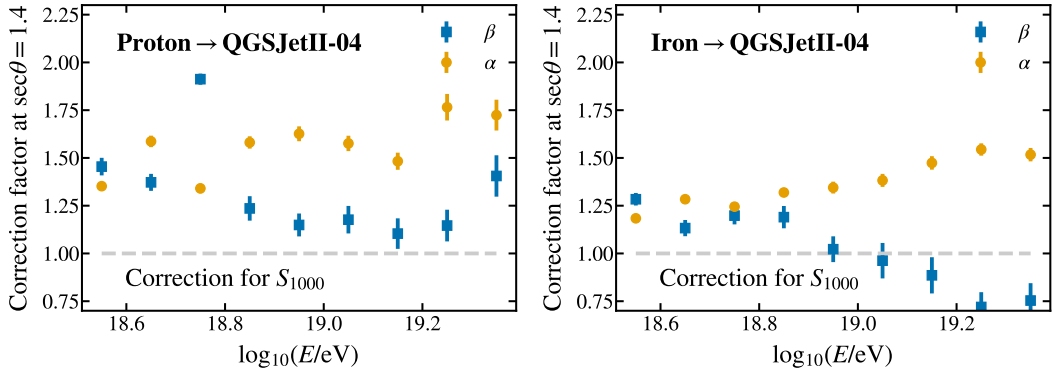 Correction factor at secθ = 1.4
2.25
2.00
1.75
1.50
1.25
1.00
0.75
Proton → QGSJetII-04
β
α
Correction for S₁₀₀₀
18.6
18.8
19.0
19.2
log₁₀(E/eV)
Correction factor at secθ = 1.4
2.25
2.00
1.75
1.50
1.25
1.00
0.75
Iron → QGSJetII-04
β
α
Correction for S₁₀₀₀
18.6
18.8
19.0
19.2
log₁₀(E/eV)